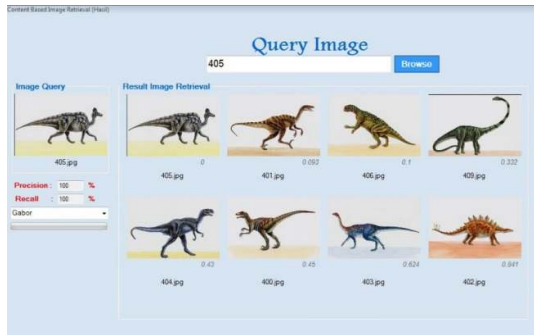 Content Based Image Retrieval (Hasil)
Query Image
405
Browse
Image Query
Result Image Retrieval
405.jpg
Precision : 100 %
Recall : 100 %
Gabor
0
0.093
0.1
0.332
405.jpg
401.jpg
406.jpg
409.jpg
0.43
0.45
0.624
0.941
404.jpg
400.jpg
403.jpg
402.jpg